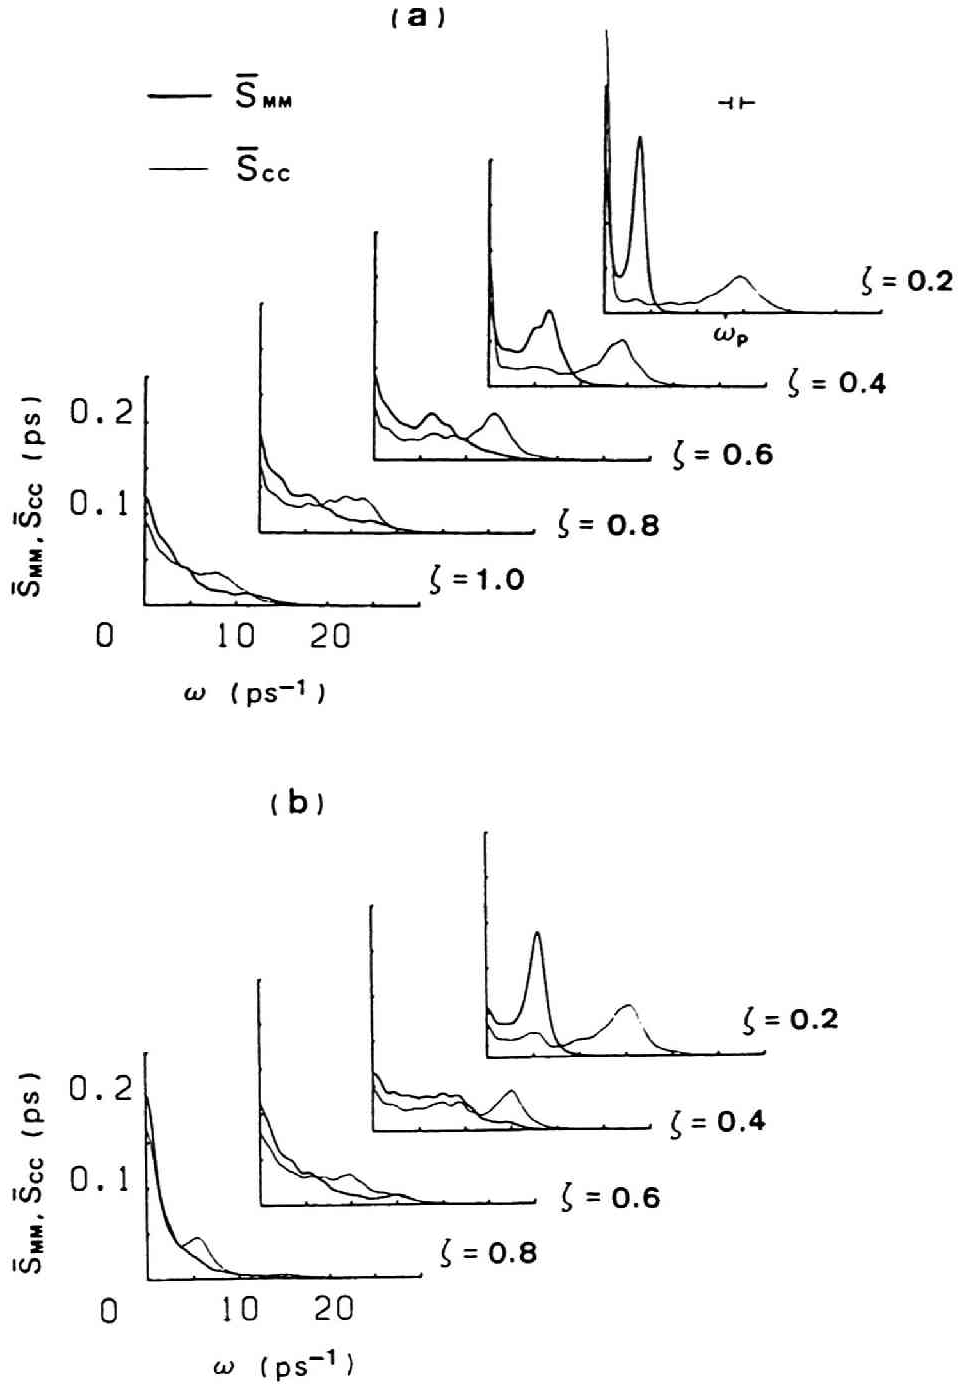 (a)
S̄MM
S̄CC
ζ = 0.2
ωp
ζ = 0.4
ζ = 0.6
ζ = 0.8
ζ = 1.0
S̄MM, S̄CC (ps)
0.2
0.1
0 10 20
ω (ps⁻¹)
(b)
ζ = 0.2
ζ = 0.4
ζ = 0.6
ζ = 0.8
S̄MM, S̄CC (ps)
0.2
0.1
0 10 20
ω (ps⁻¹)